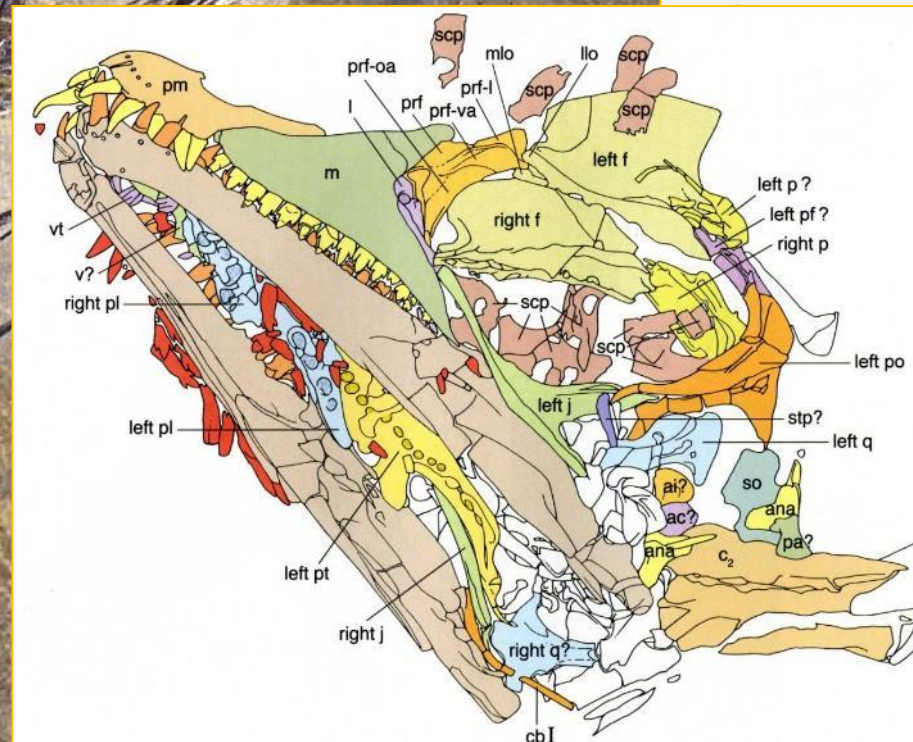 scp
prf-oa
mlo
llo
scp
scp
scp
pm
prf
prf-l
prf-va
l
left f
m
left p ?
left pf ?
right f
right p
vt
v?
right pl
scp
scp
left po
left j
stp?
left pl
left q
so
ai?
ana
ac?
pa?
ana
c₂
left pt
right j
right q?
cb I